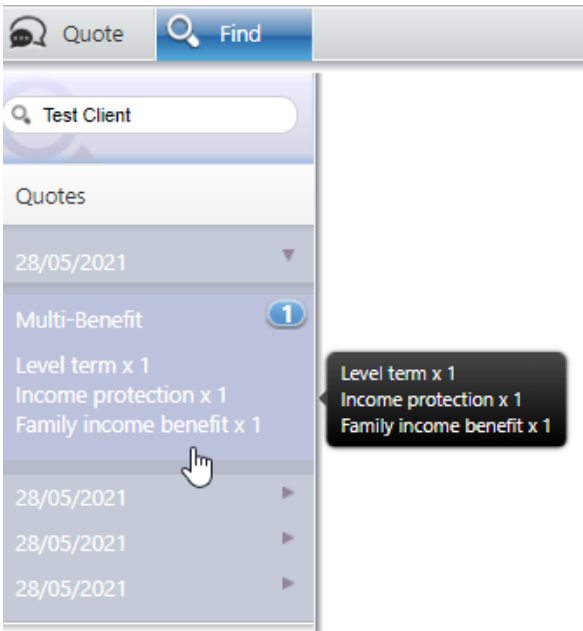 Quote
Find
Test Client
Quotes
28/05/2021
Multi-Benefit
1
Level term x 1
Income protection x 1
Family income benefit x 1
Level term x 1
Income protection x 1
Family income benefit x 1
28/05/2021
28/05/2021
28/05/2021